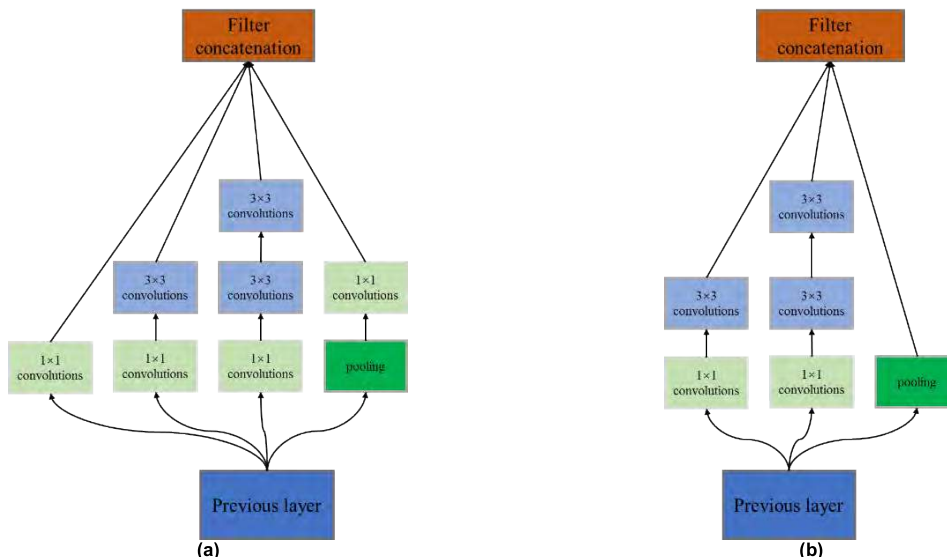 Filter
concatenation
3×3
convolutions
3×3
convolutions
3×3
convolutions
1×1
convolutions
1×1
convolutions
1×1
convolutions
1×1
convolutions
pooling
Previous layer
(a)
Filter
concatenation
3×3
convolutions
3×3
convolutions
3×3
convolutions
1×1
convolutions
1×1
convolutions
pooling
Previous layer
(b)